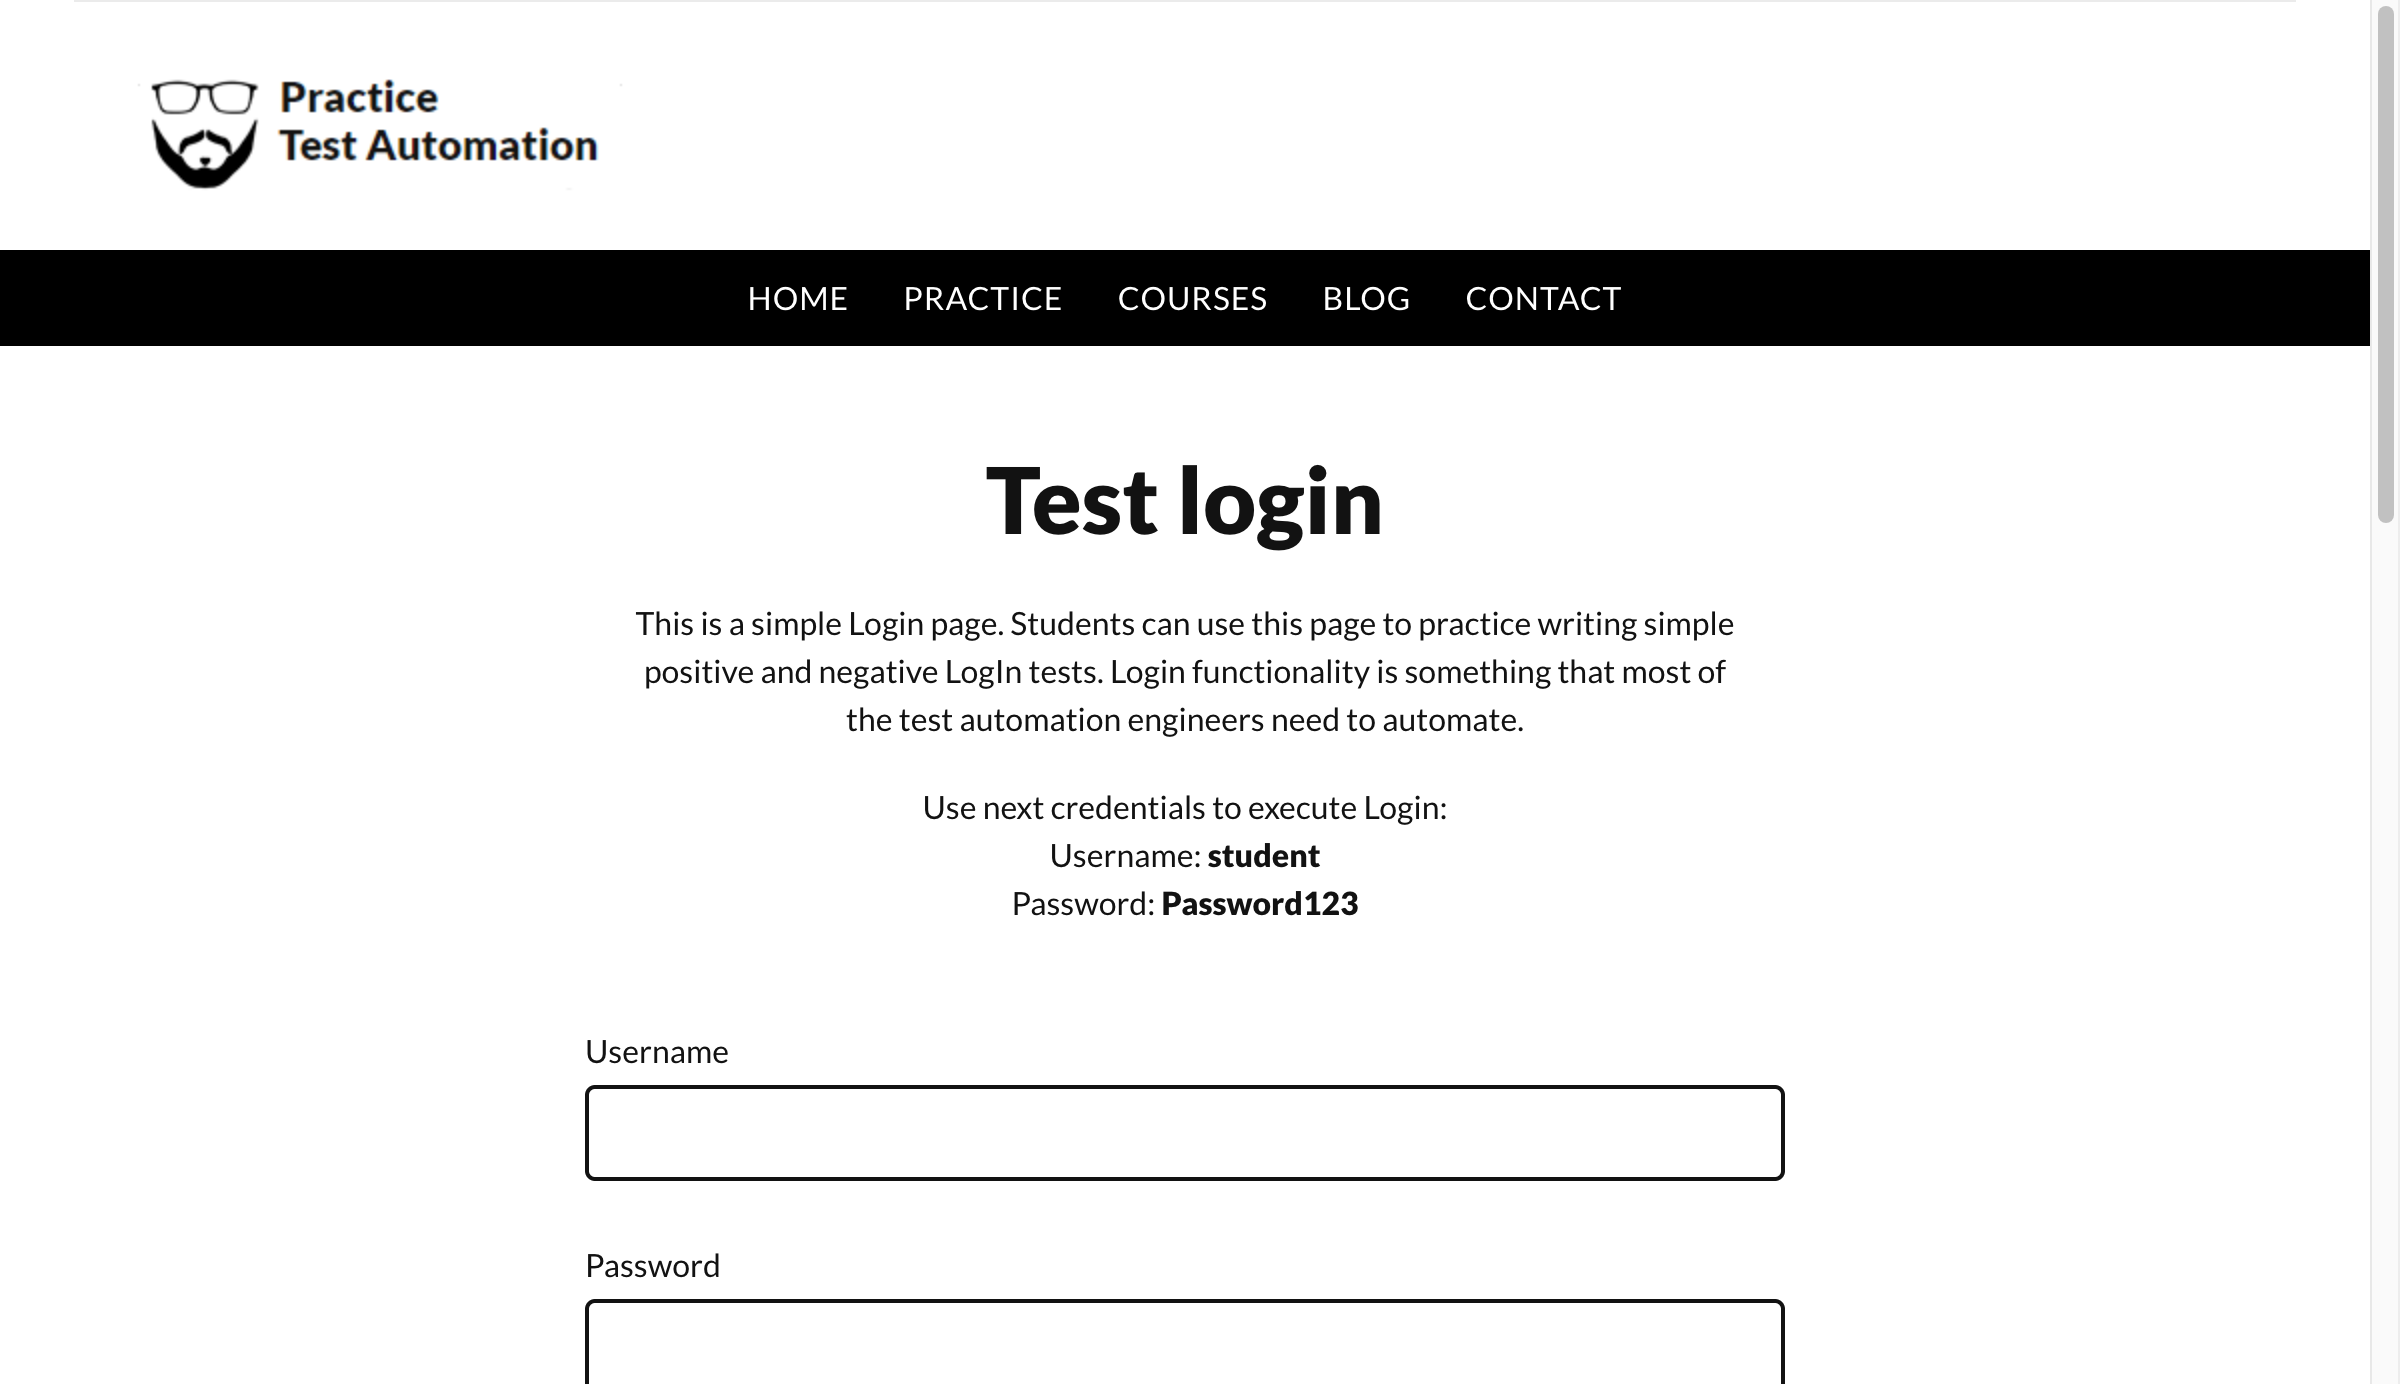 Practice
Test Automation
HOME PRACTICE COURSES BLOG CONTACT
Test login
This is a simple Login page. Students can use this page to practice writing simple
positive and negative LogIn tests. Login functionality is something that most of
the test automation engineers need to automate.
Use next credentials to execute Login:
Username: student
Password: Password123
Username
Password